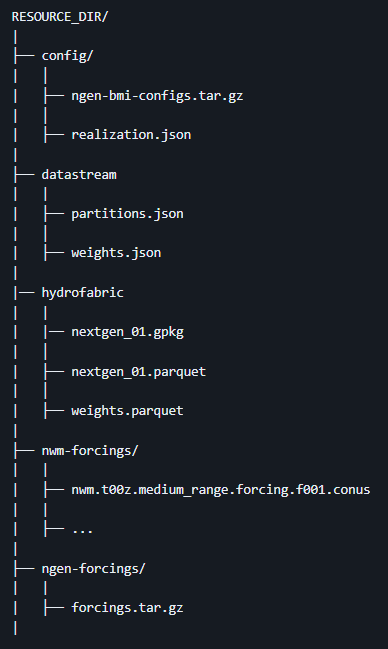 RESOURCE_DIR/
|
├── config/
|   │
|   ├── ngen-bmi-configs.tar.gz
|   │
|   ├── realization.json
|
├── datastream
|   │
|   ├── partitions.json
|   │
|   ├── weights.json
|
|── hydrofabric
|   │
|   |── nextgen_01.gpkg
|   │
|   ├── nextgen_01.parquet
|   │
|   ├── weights.parquet
|
├── nwm-forcings/
|   │
|   ├── nwm.t00z.medium_range.forcing.f001.conus
|   │
|   ├── ...
|
├── ngen-forcings/
|   │
|   ├── forcings.tar.gz
|